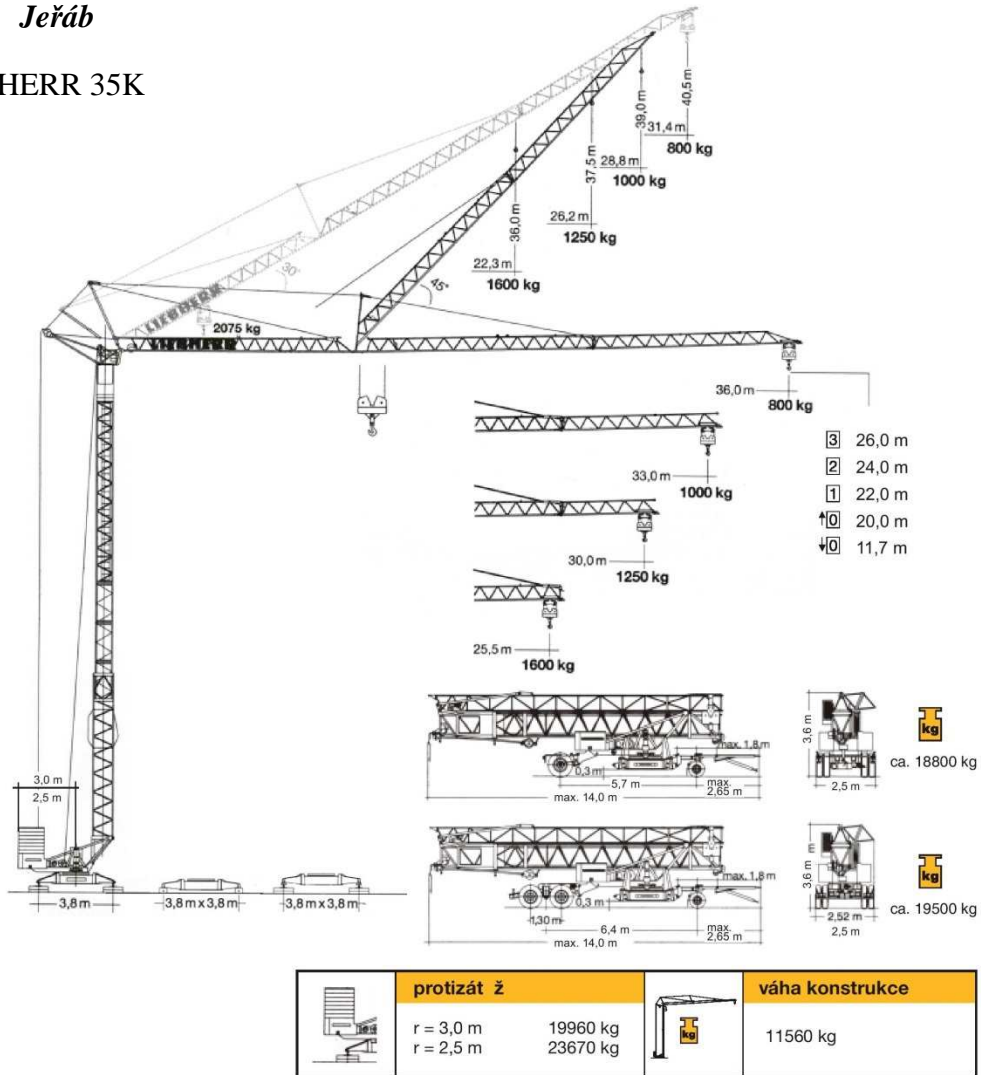 Jeřáb
HERR 35K
40,5 m
39,0 m
31,4 m
800 kg
37,5 m
28,8 m
1000 kg
36,0 m
26,2 m
1250 kg
22,3 m
1600 kg
30°
45°
2075 kg
36,0 m
800 kg
33,0 m
1000 kg
3 26,0 m
2 24,0 m
1 22,0 m
↑0 20,0 m
↓0 11,7 m
30,0 m
1250 kg
25,5 m
1600 kg
3,0 m
2,5 m
3,8 m
3,8 m x 3,8 m
3,8 m x 3,8 m
max. 1,8 m
0,3 m
5,7 m
max.
2,65 m
max. 14,0 m
3,6 m
2,5 m
kg
ca. 18800 kg
max. 1,8 m
0,3 m
1,30 m
6,4 m
max.
2,65 m
max. 14,0 m
3,6 m
m
2,52 m
2,5 m
kg
ca. 19500 kg
protizát ž
r = 3,0 m 19960 kg
r = 2,5 m 23670 kg
kg
váha konstrukce
11560 kg